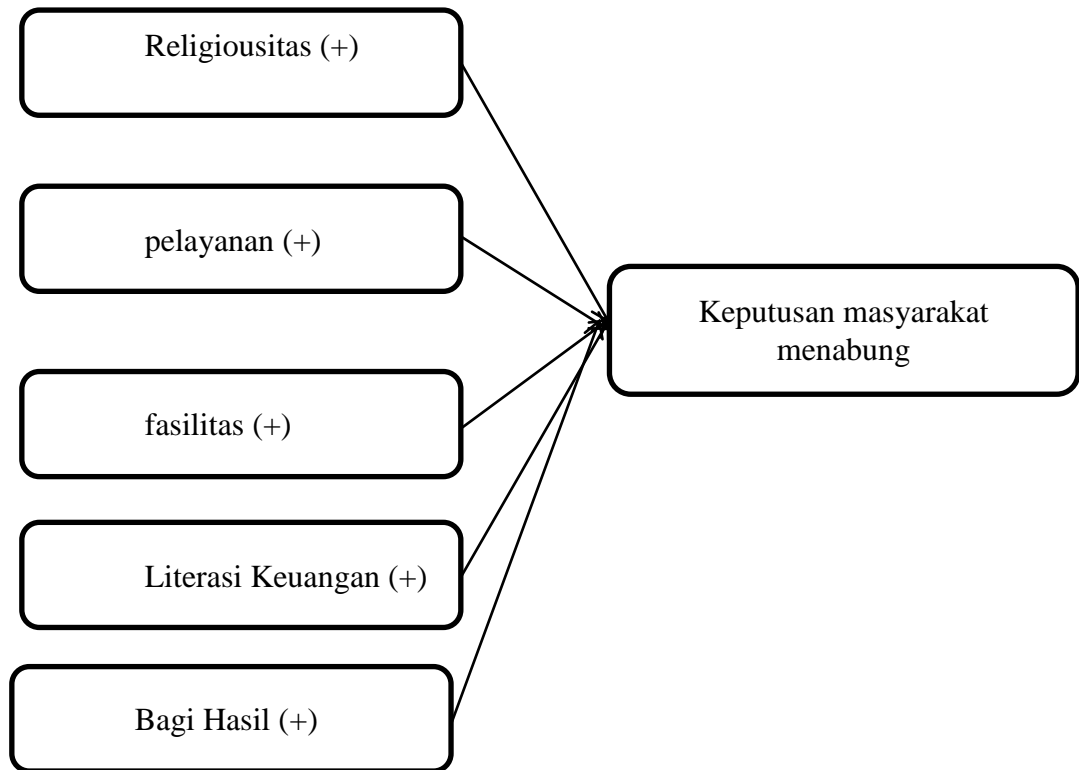 Religiousitas (+)
pelayanan (+)
fasilitas (+)
Literasi Keuangan (+)
Bagi Hasil (+)
Keputusan masyarakat
menabung